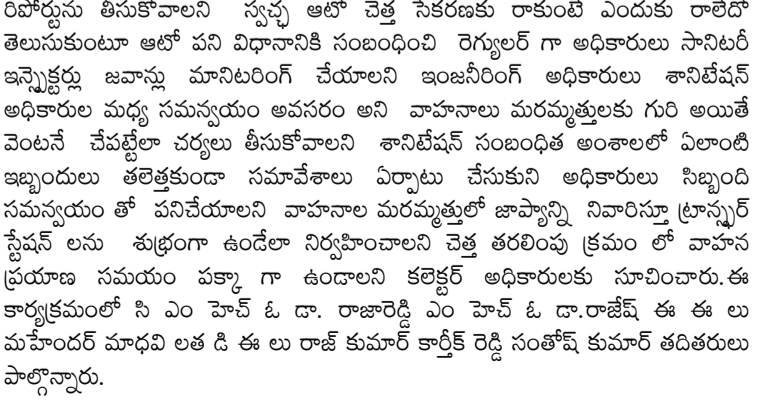 రిపోర్టును తీసుకోవాలని స్వచ్ఛ ఆటో చెత్త సేకరణకు రాకుంటే ఎందుకు రాలేదో
తెలుసుకుంటూ ఆటో పని విధానానికి సంబంధించి రెగ్యులర్ గా అధికారులు సానిటరీ
ఇన్స్పెక్టర్లు జవాన్లు మానిటరింగ్ చేయాలని ఇంజనీరింగ్ అధికారులు శానిటేషన్
అధికారుల మధ్య సమన్వయం అవసరం అని వాహనాలు మరమ్మత్తులకు గురి అయితే
వెంటనే చేపట్టేలా చర్యలు తీసుకోవాలని శానిటేషన్ సంబంధిత అంశాలలో ఏలాంటి
ఇబ్బందులు తలెత్తకుండా సమావేశాలు ఏర్పాటు చేసుకుని అధికారులు సిబ్బంది
సమన్వయం తో పనిచేయాలని వాహనాల మరమ్మత్తులో జాప్యాన్ని నివారిస్తూ ట్రాన్స్ఫర్
స్టేషన్ లను శుభ్రంగా ఉండేలా నిర్వహించాలని చెత్త తరలింపు క్రమం లో వాహన
ప్రయాణ సమయం పక్కా గా ఉండాలని కలెక్టర్ అధికారులకు సూచించారు.ఈ
కార్యక్రమంలో సి ఎం హెచ్ ఓ డా. రాజారెడ్డి ఎం హెచ్ ఓ డా.రాజేష్ ఈ ఈ లు
మహేందర్ మాధవి లత డి ఈ లు రాజ్ కుమార్ కార్తీక్ రెడ్డి సంతోష్ కుమార్ తదితరులు
పాల్గొన్నారు.